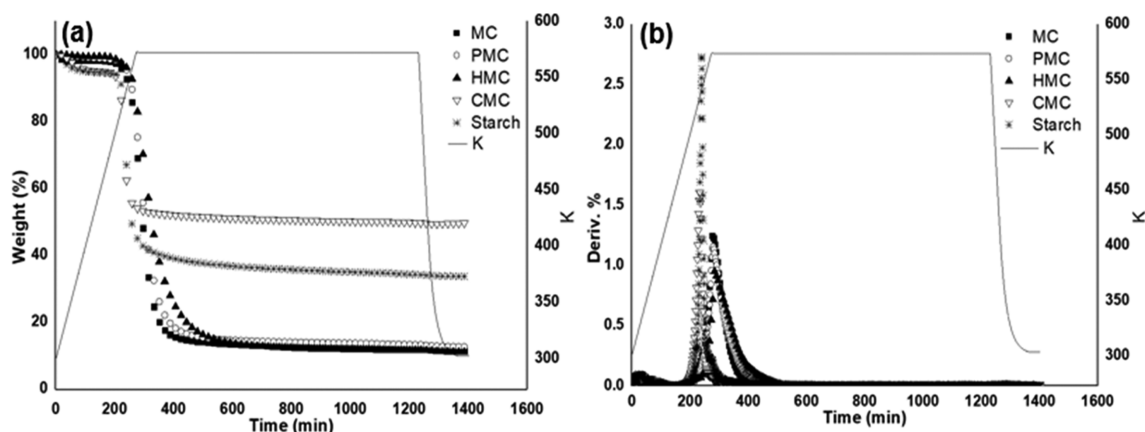 (a)
MC
PMC
HMC
CMC
Starch
K
100
80
60
40
20
0
Weight (%)
600
550
500
450
400
350
300
K
0 200 400 600 800 1000 1200 1400 1600
Time (min)
(b)
MC
PMC
HMC
CMC
Starch
K
3.0
2.5
2.0
1.5
1.0
0.5
0.0
Deriv. %
600
550
500
450
400
350
300
K
0 200 400 600 800 1000 1200 1400 1600
Time (min)